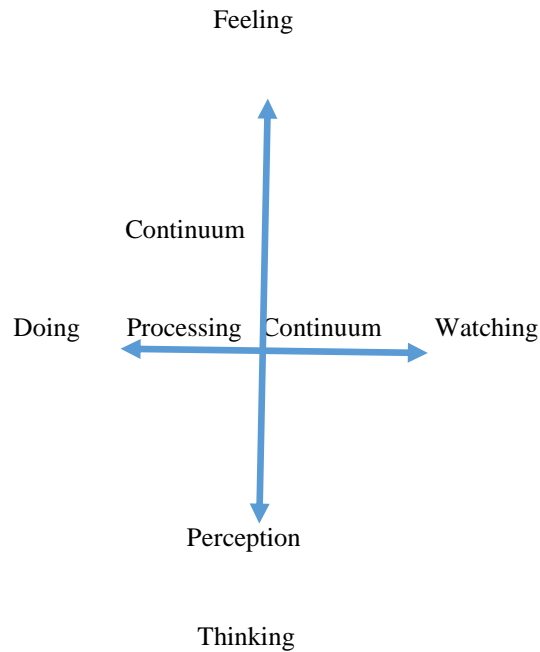 Feeling
Continuum
Doing Processing Continuum Watching
Perception
Thinking